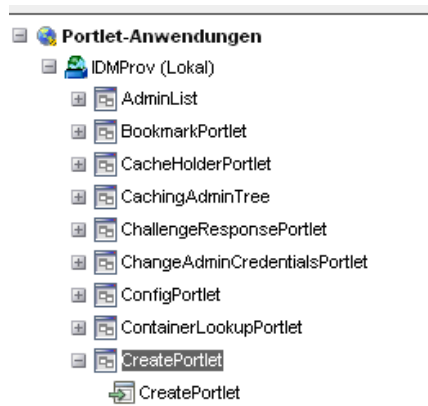 Portlet-Anwendungen
IDMProv (Lokal)
AdminList
BookmarkPortlet
CacheHolderPortlet
CachingAdminTree
ChallengeResponsePortlet
ChangeAdminCredentialsPortlet
ConfigPortlet
ContainerLookupPortlet
CreatePortlet
CreatePortlet